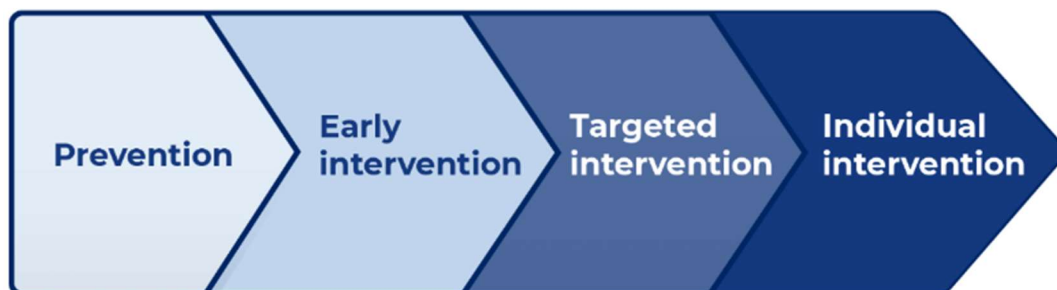 Prevention
Early
intervention
Targeted
intervention
Individual
intervention